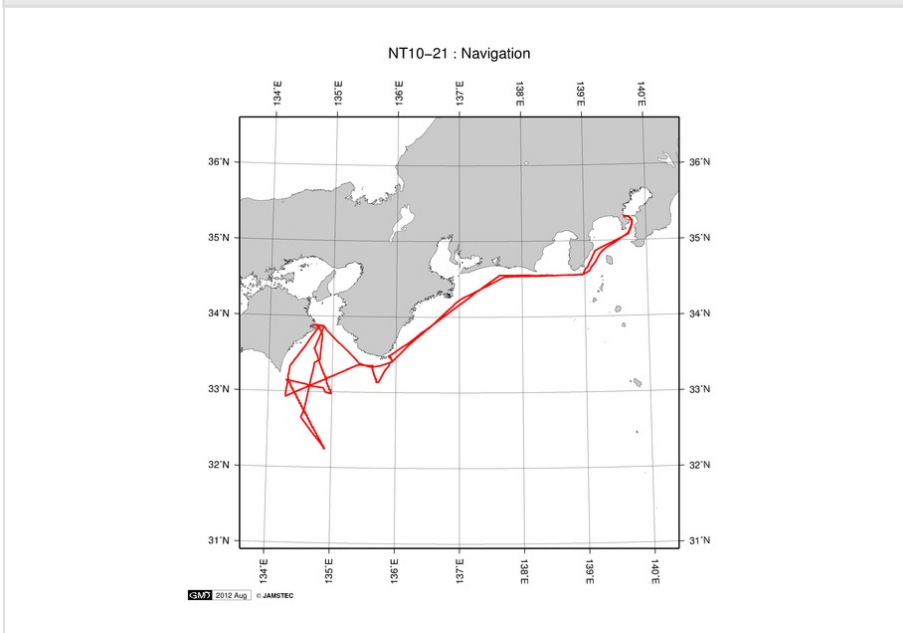 NT10−21 : Navigation
134˚E 135˚E 136˚E 137˚E 138˚E 139˚E 140˚E
36˚N 36˚N
35˚N 35˚N
34˚N 34˚N
33˚N 33˚N
32˚N 32˚N
31˚N 31˚N
134˚E 135˚E 136˚E 137˚E 138˚E 139˚E 140˚E
GMD 2012 Aug © JAMSTEC